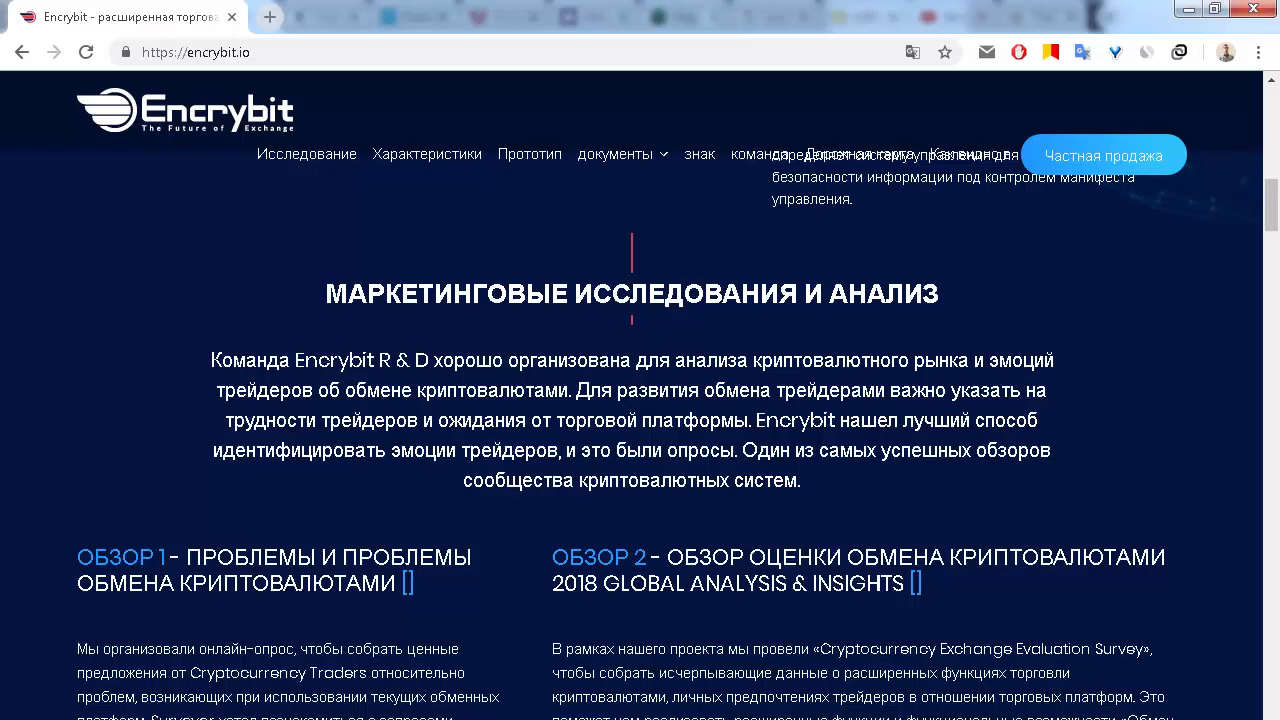 Encrybit - расширенная торгова
https://encrybit.io
Encrybit
The Future of Exchange
Исследование Характеристики Прототип документы знак команда
Частная продажа
безопасности информации под контролем манифеста
управления.
МАРКЕТИНГОВЫЕ ИССЛЕДОВАНИЯ И АНАЛИЗ
Команда Encrybit R & D хорошо организована для анализа криптовалютного рынка и эмоций
трейдеров об обмене криптовалютами. Для развития обмена трейдерами важно указать на
трудности трейдеров и ожидания от торговой платформы. Encrybit нашел лучший способ
идентифицировать эмоции трейдеров, и это были опросы. Один из самых успешных обзоров
сообщества криптовалютных систем.
ОБЗОР 1 - ПРОБЛЕМЫ И ПРОБЛЕМЫ
ОБМЕНА КРИПТОВАЛЮТАМИ []
Мы организовали онлайн-опрос, чтобы собрать ценные
предложения от Cryptocurrency Traders относительно
проблем, возникающих при использовании текущих обменных
ОБЗОР 2 - ОБЗОР ОЦЕНКИ ОБМЕНА КРИПТОВАЛЮТАМИ
2018 GLOBAL ANALYSIS & INSIGHTS []
В рамках нашего проекта мы провели «Cryptocurrency Exchange Evaluation Survey»,
чтобы собрать исчерпывающие данные о расширенных функциях торговли
криптовалютами, личных предпочтениях трейдеров в отношении торговых платформ. Это